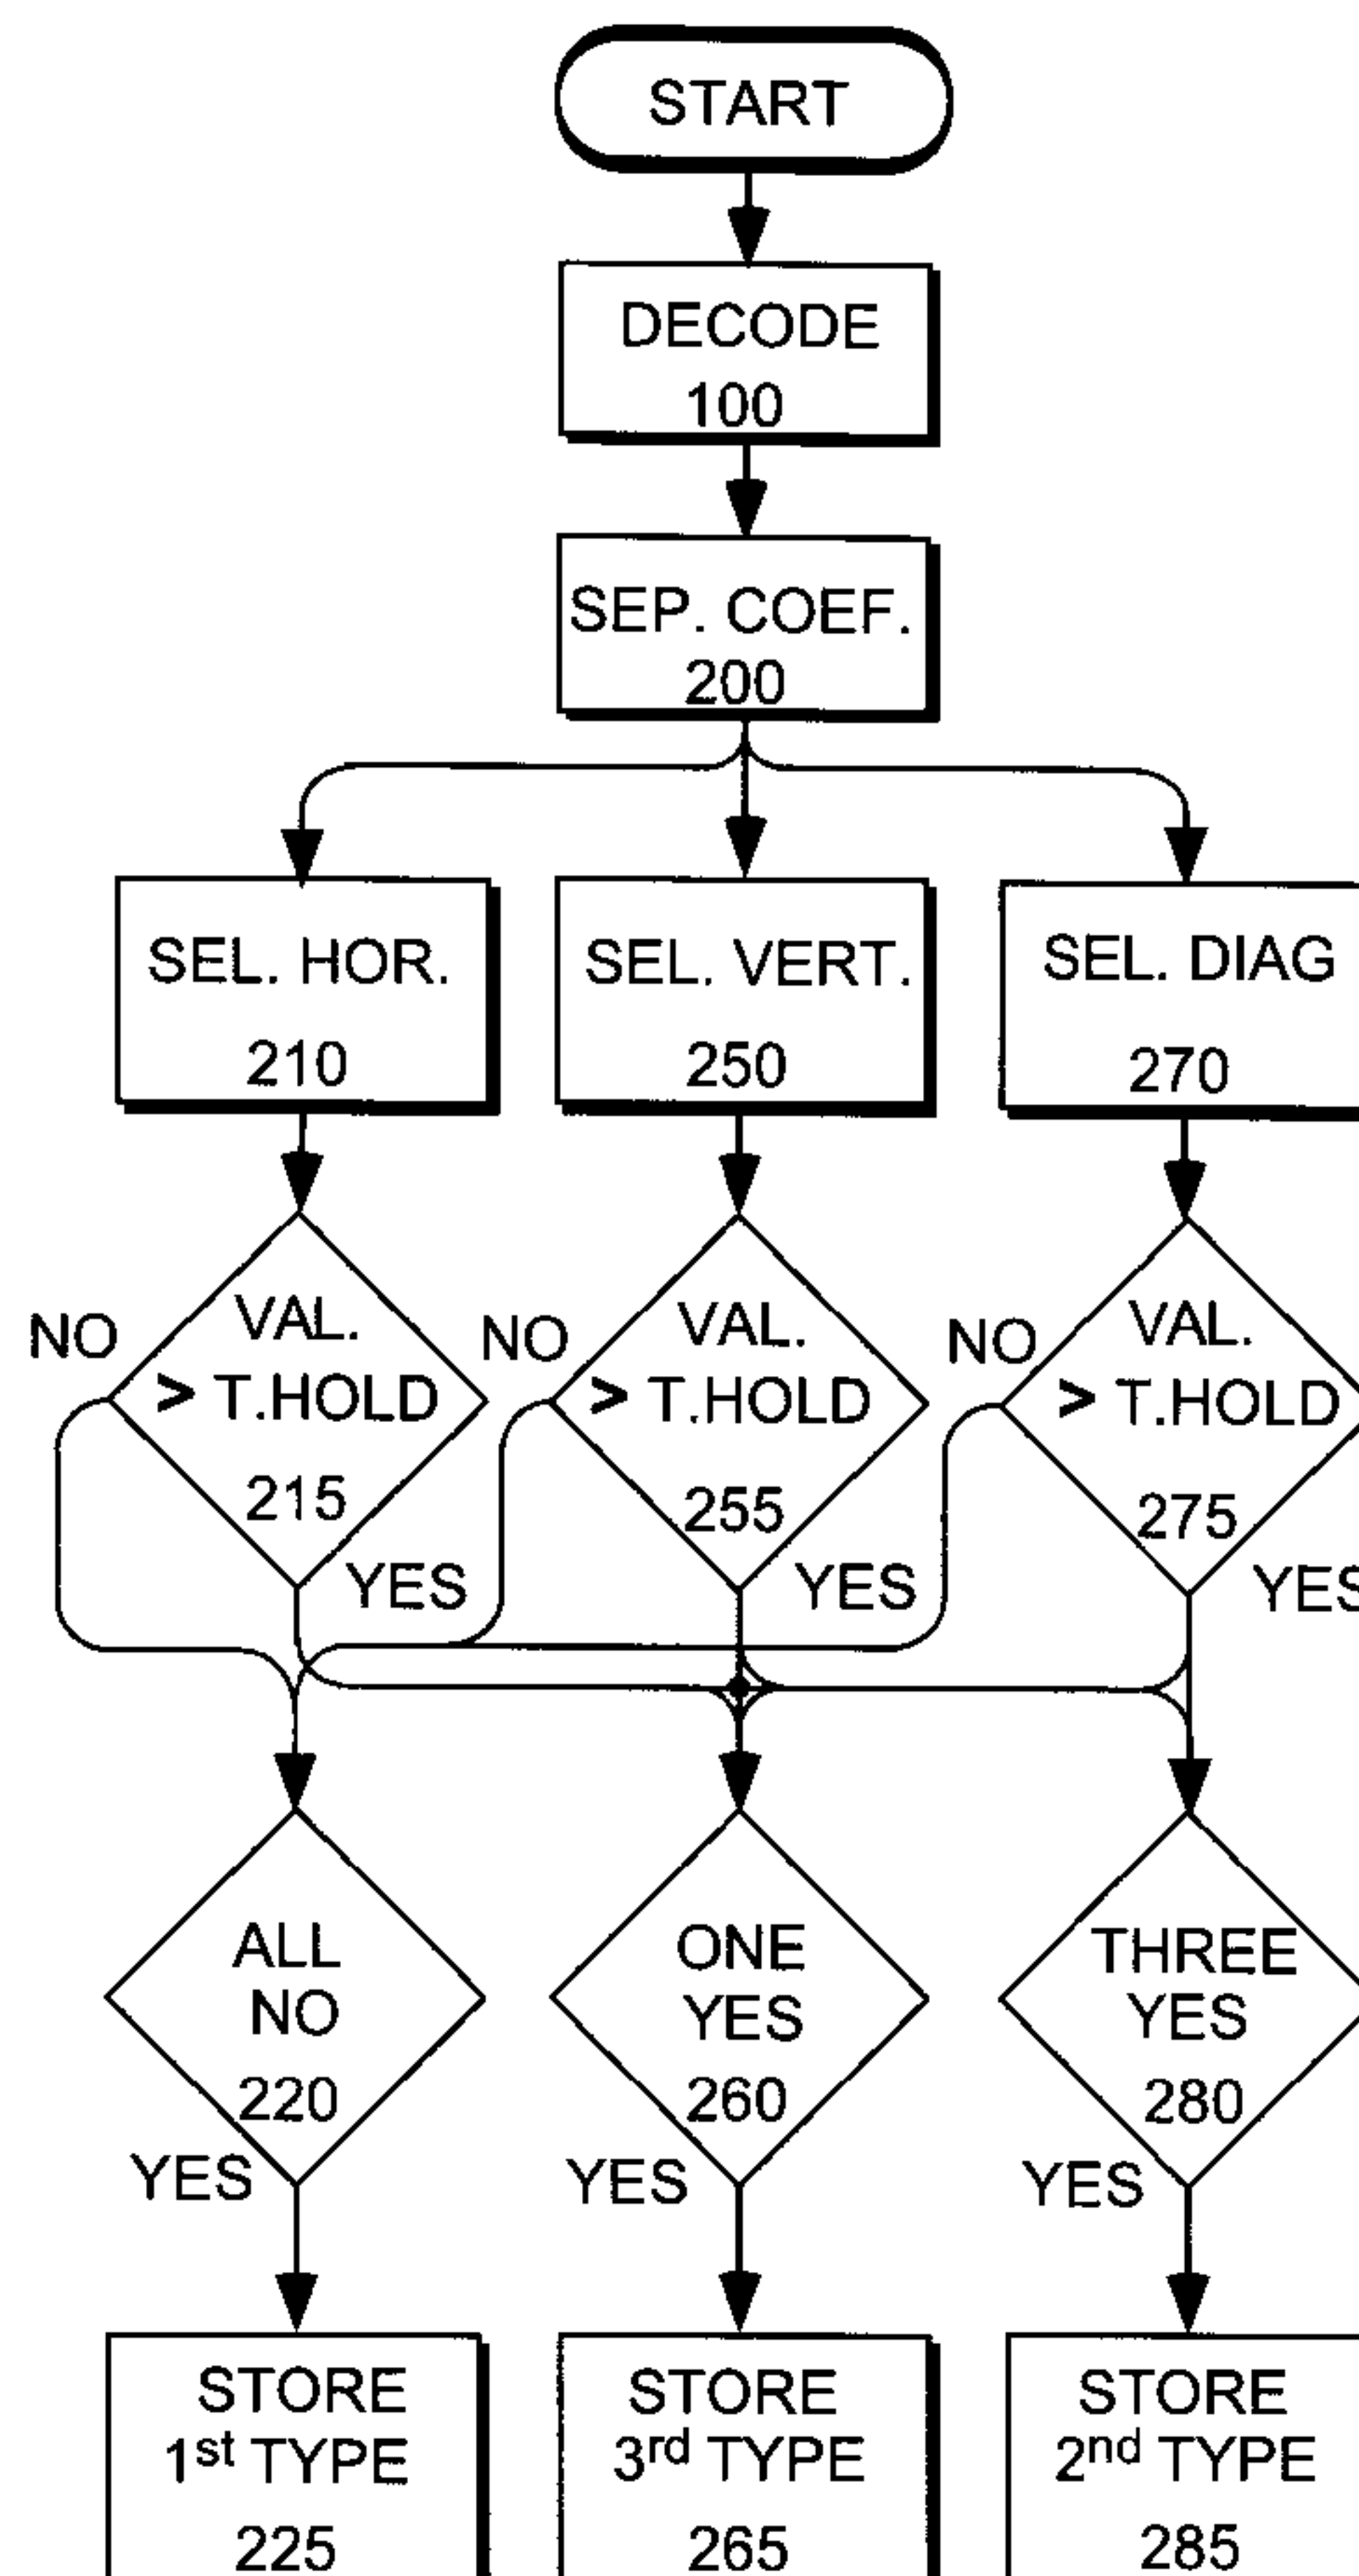 START
DECODE
100
SEP. COEF.
200
SEL. HOR.
210
SEL. VERT.
250
SEL. DIAG
270
NO
VAL.
> T.HOLD
215
YES
NO
VAL.
> T.HOLD
255
YES
NO
VAL.
> T.HOLD
275
YES
ALL
NO
220
YES
ONE
YES
260
YES
THREE
YES
280
YES
STORE
1st TYPE
225
STORE
3rd TYPE
265
STORE
2nd TYPE
285